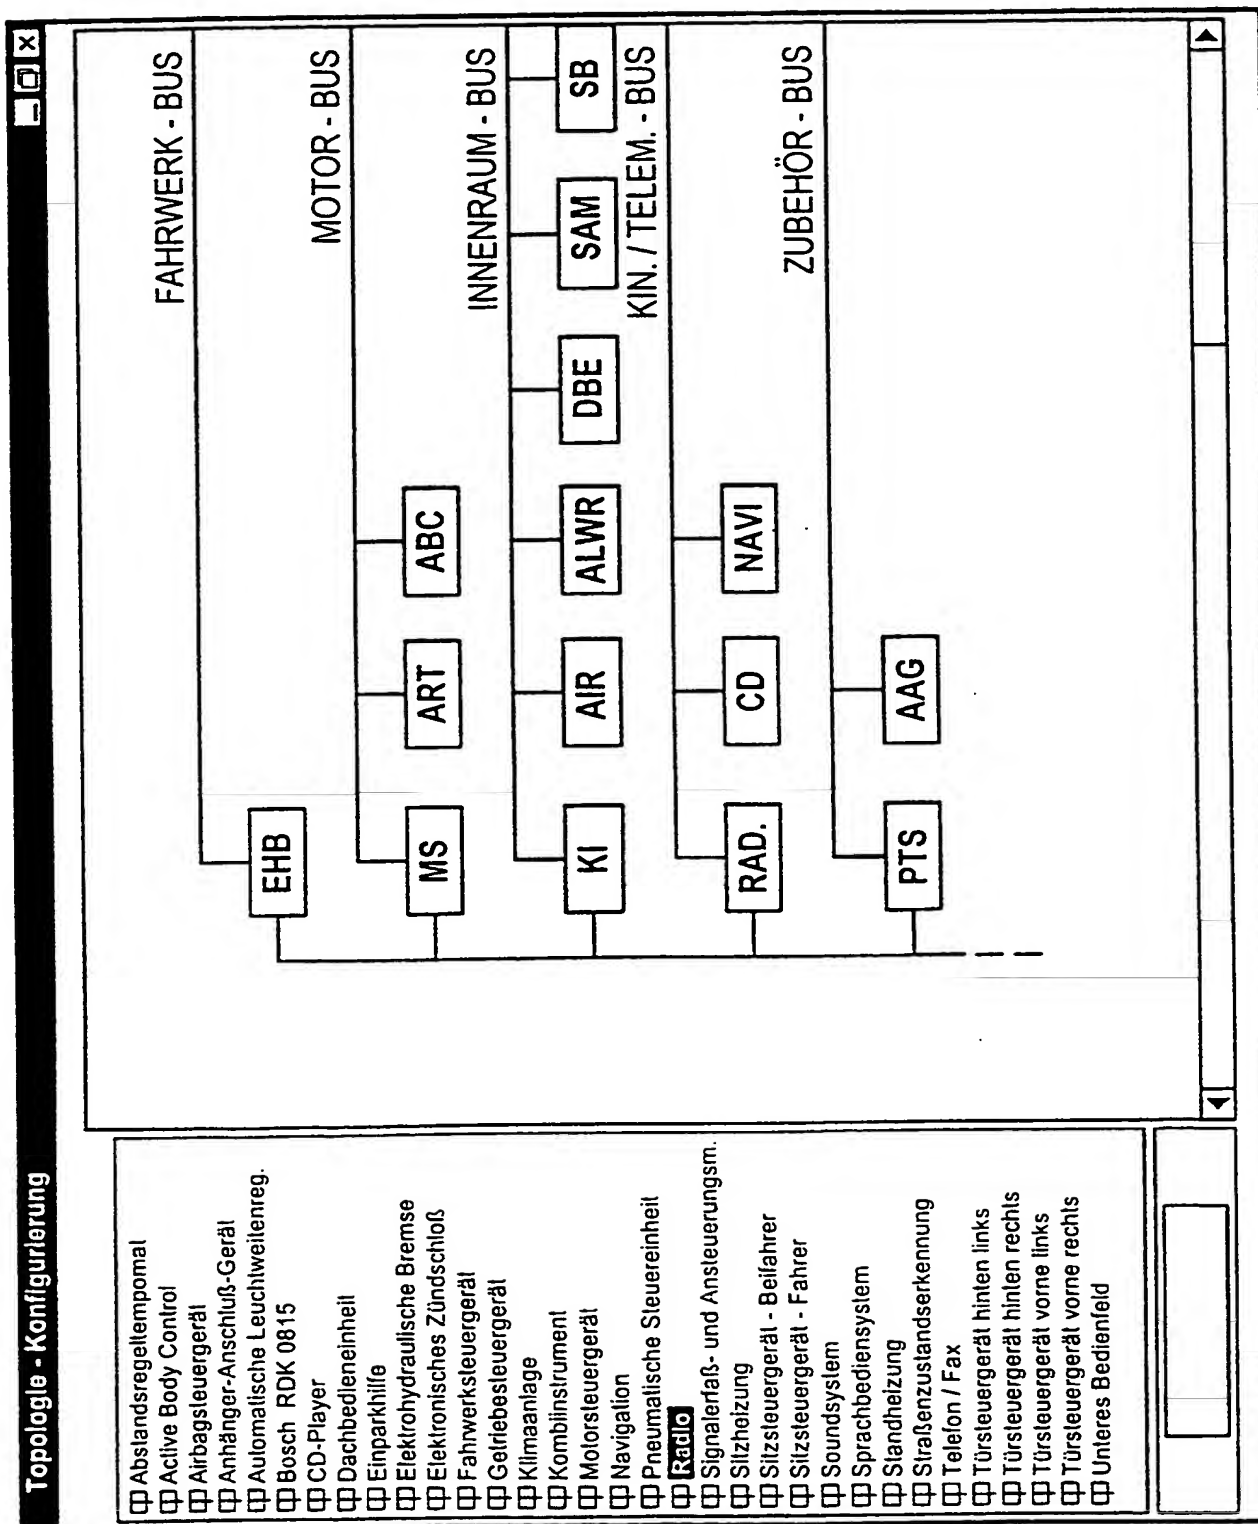 Topologie - Konfigurierung
Abstandsregeltempomat
Active Body Control
Airbagsteuergerät
Anhänger-Anschluß-Gerät
Automatische Leuchtweitenreg.
Bosch RDK 0815
CD-Player
Dachbedieneinheit
Einparkhilfe
Elektrohydraulische Bremse
Elektronisches Zündschloß
Fahrwerksteuergerät
Getriebesteuergerät
Klimaanlage
Kombiinstrument
Motorsteuergerät
Navigation
Pneumatische Steuereinheit
Radio
Signalerfaß- und Ansteuerungsm.
Sitzheizung
Sitzsteuergerät - Beifahrer
Sitzsteuergerät - Fahrer
Soundsystem
Sprachbediensystem
Standheizung
Straßenzustandserkennung
Telefon / Fax
Türsteuergerät hinten links
Türsteuergerät hinten rechts
Türsteuergerät vorne links
Türsteuergerät vorne rechts
Unteres Bedienfeld
FAHRWERK - BUS
EHB
MOTOR - BUS
MS
ART
ABC
INNENRAUM - BUS
KI
AIR
ALWR
DBE
SAM
SB
KIN. / TELEM. - BUS
RAD.
CD
NAVI
ZUBEHÖR - BUS
PTS
AAG